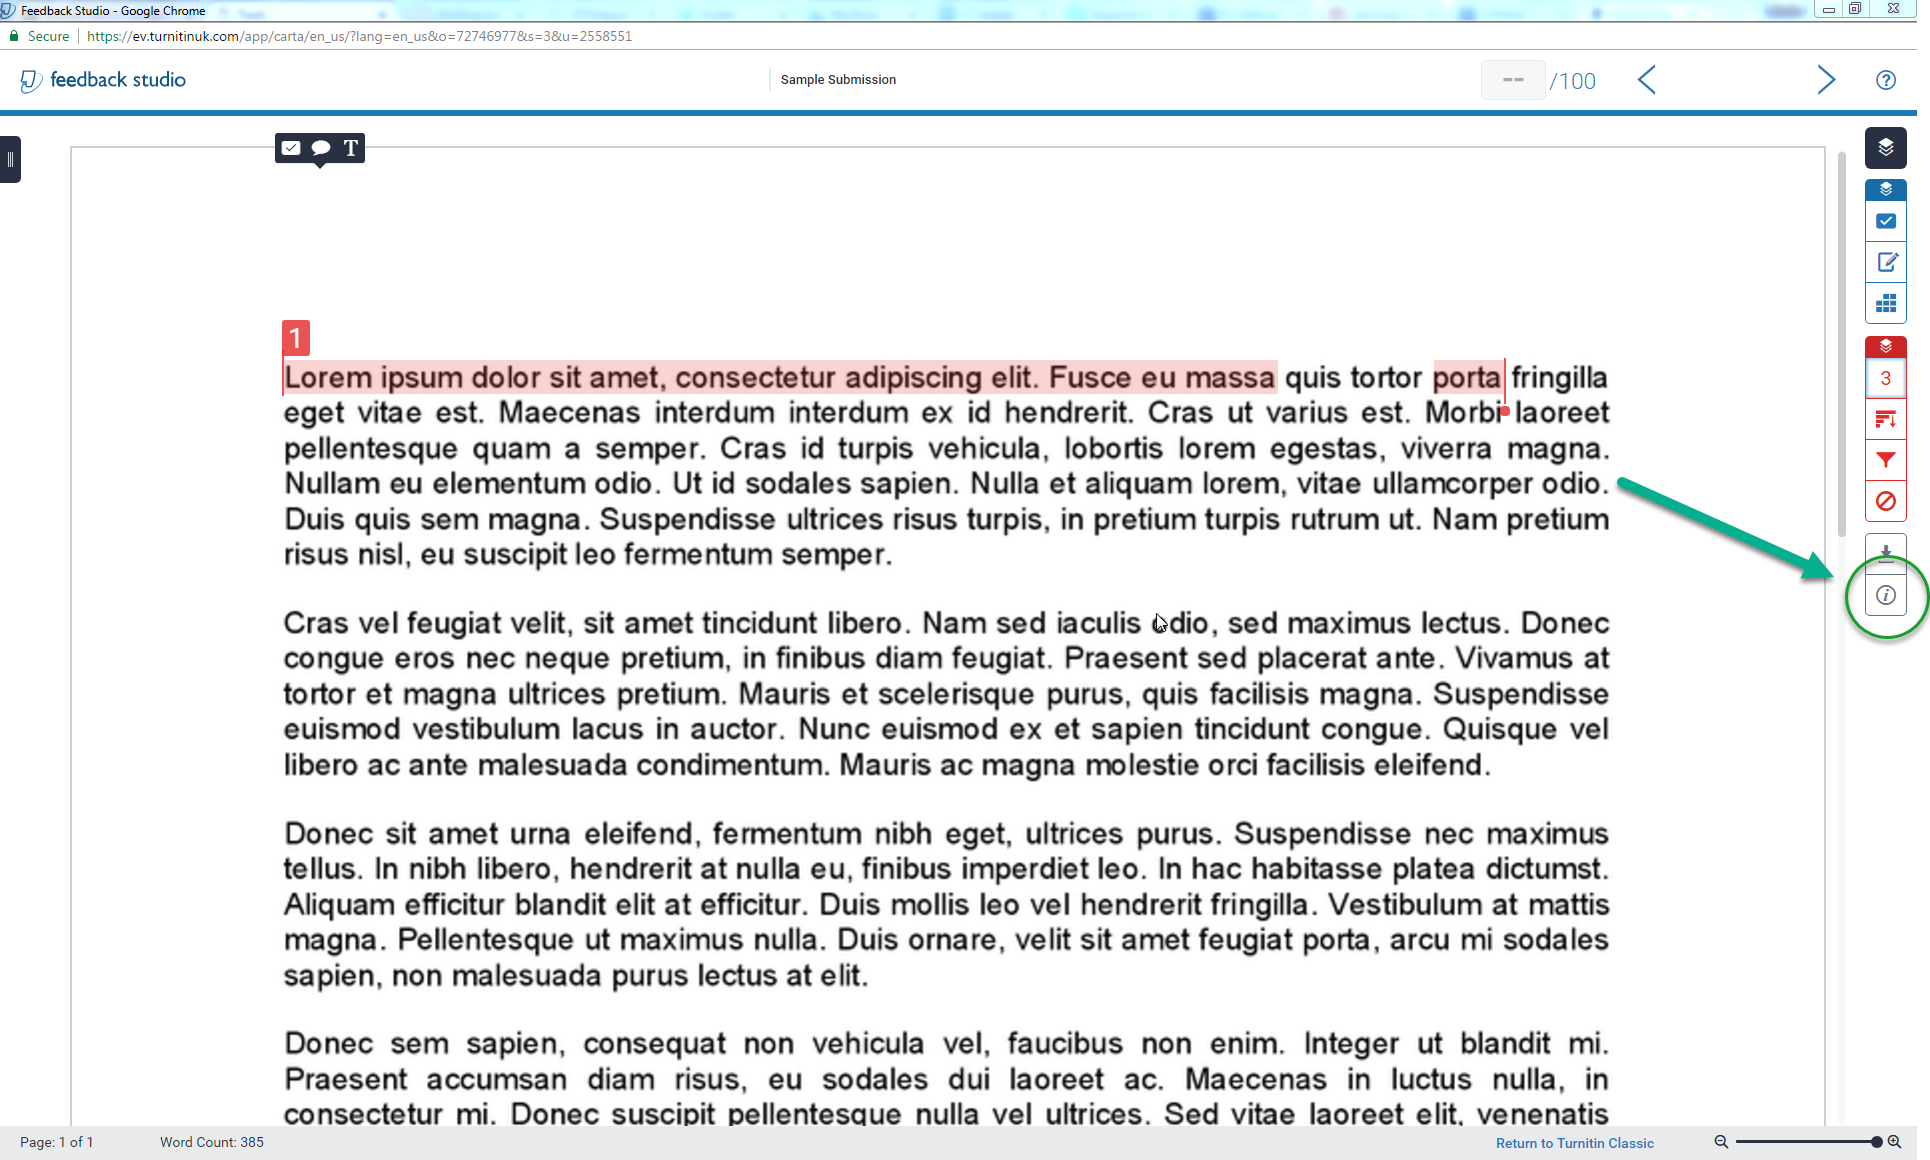 Feedback Studio - Google Chrome
Secure https://ev.turnitinuk.com/app/carta/en_us/?lang=en_us&o=72746977&s=3&u=2558551
feedback studio
Sample Submission
-- /100
T
1
Lorem ipsum dolor sit amet, consectetur adipiscing elit. Fusce eu massa quis tortor porta fringilla
eget vitae est. Maecenas interdum interdum ex id hendrerit. Cras ut varius est. Morbi laoreet
pellentesque quam a semper. Cras id turpis vehicula, lobortis lorem egestas, viverra magna.
Nullam eu elementum odio. Ut id sodales sapien. Nulla et aliquam lorem, vitae ullamcorper odio.
Duis quis sem magna. Suspendisse ultrices risus turpis, in pretium turpis rutrum ut. Nam pretium
risus nisl, eu suscipit leo fermentum semper.
Cras vel feugiat velit, sit amet tincidunt libero. Nam sed iaculis odio, sed maximus lectus. Donec
congue eros nec neque pretium, in finibus diam feugiat. Praesent sed placerat ante. Vivamus at
tortor et magna ultrices pretium. Mauris et scelerisque purus, quis facilisis magna. Suspendisse
euismod vestibulum lacus in auctor. Nunc euismod ex et sapien tincidunt congue. Quisque vel
libero ac ante malesuada condimentum. Mauris ac magna molestie orci facilisis eleifend.
Donec sit amet urna eleifend, fermentum nibh eget, ultrices purus. Suspendisse nec maximus
tellus. In nibh libero, hendrerit at nulla eu, finibus imperdiet leo. In hac habitasse platea dictumst.
Aliquam efficitur blandit elit at efficitur. Duis mollis leo vel hendrerit fringilla. Vestibulum at mattis
magna. Pellentesque ut maximus nulla. Duis ornare, velit sit amet feugiat porta, arcu mi sodales
sapien, non malesuada purus lectus at elit.
Donec sem sapien, consequat non vehicula vel, faucibus non enim. Integer ut blandit mi.
Praesent accumsan diam risus, eu sodales dui laoreet ac. Maecenas in luctus nulla, in
consectetur mi. Donec suscipit pellentesque nulla vel ultrices. Sed vitae laoreet elit, venenatis
3
Page: 1 of 1 Word Count: 385 Return to Turnitin Classic